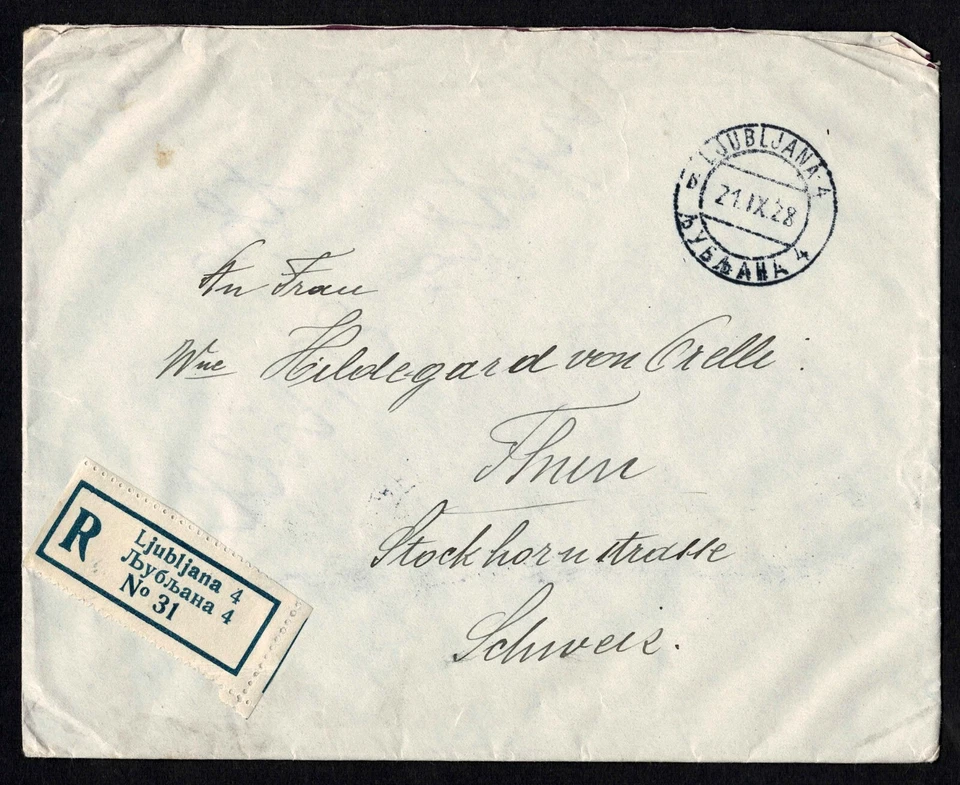 LJUBLJANA 4
21.IX.28
ЉУБЉАНА 4
An Frau
Wwe Hildegard von Orelli.
Thun
Stockhornstrasse
Schweiz.
R
Ljubljana 4
Љубљана 4
No 31